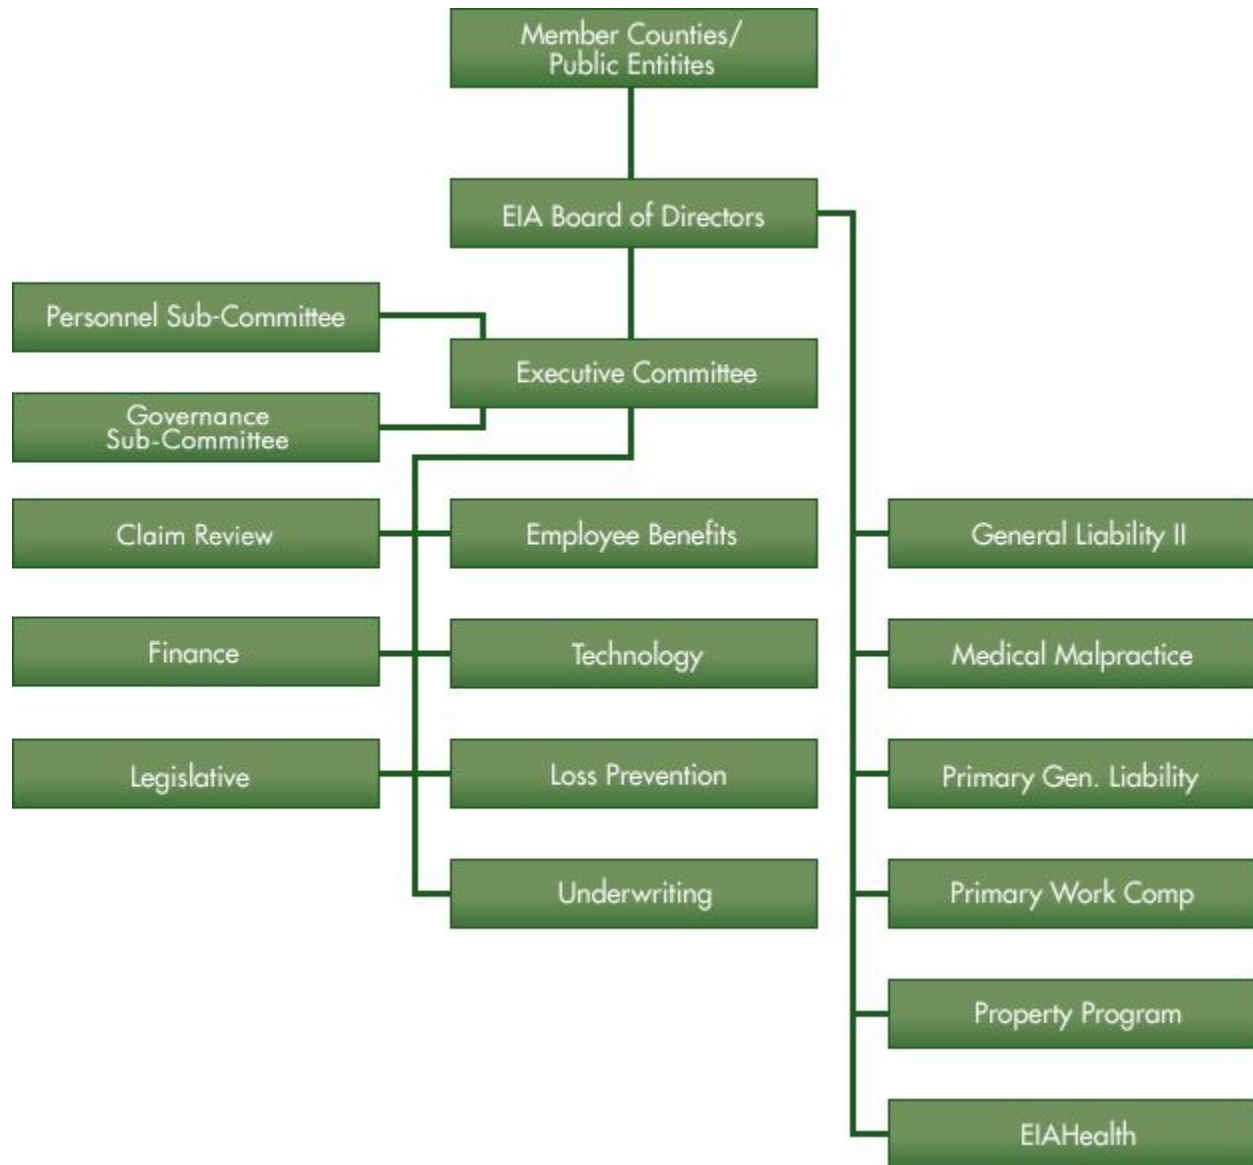 Member Counties/
Public Entitites
EIA Board of Directors
Personnel Sub-Committee
Executive Committee
Governance
Sub-Committee
Claim Review
Employee Benefits
General Liability II
Finance
Technology
Medical Malpractice
Legislative
Loss Prevention
Primary Gen. Liability
Underwriting
Primary Work Comp
Property Program
EIAHealth